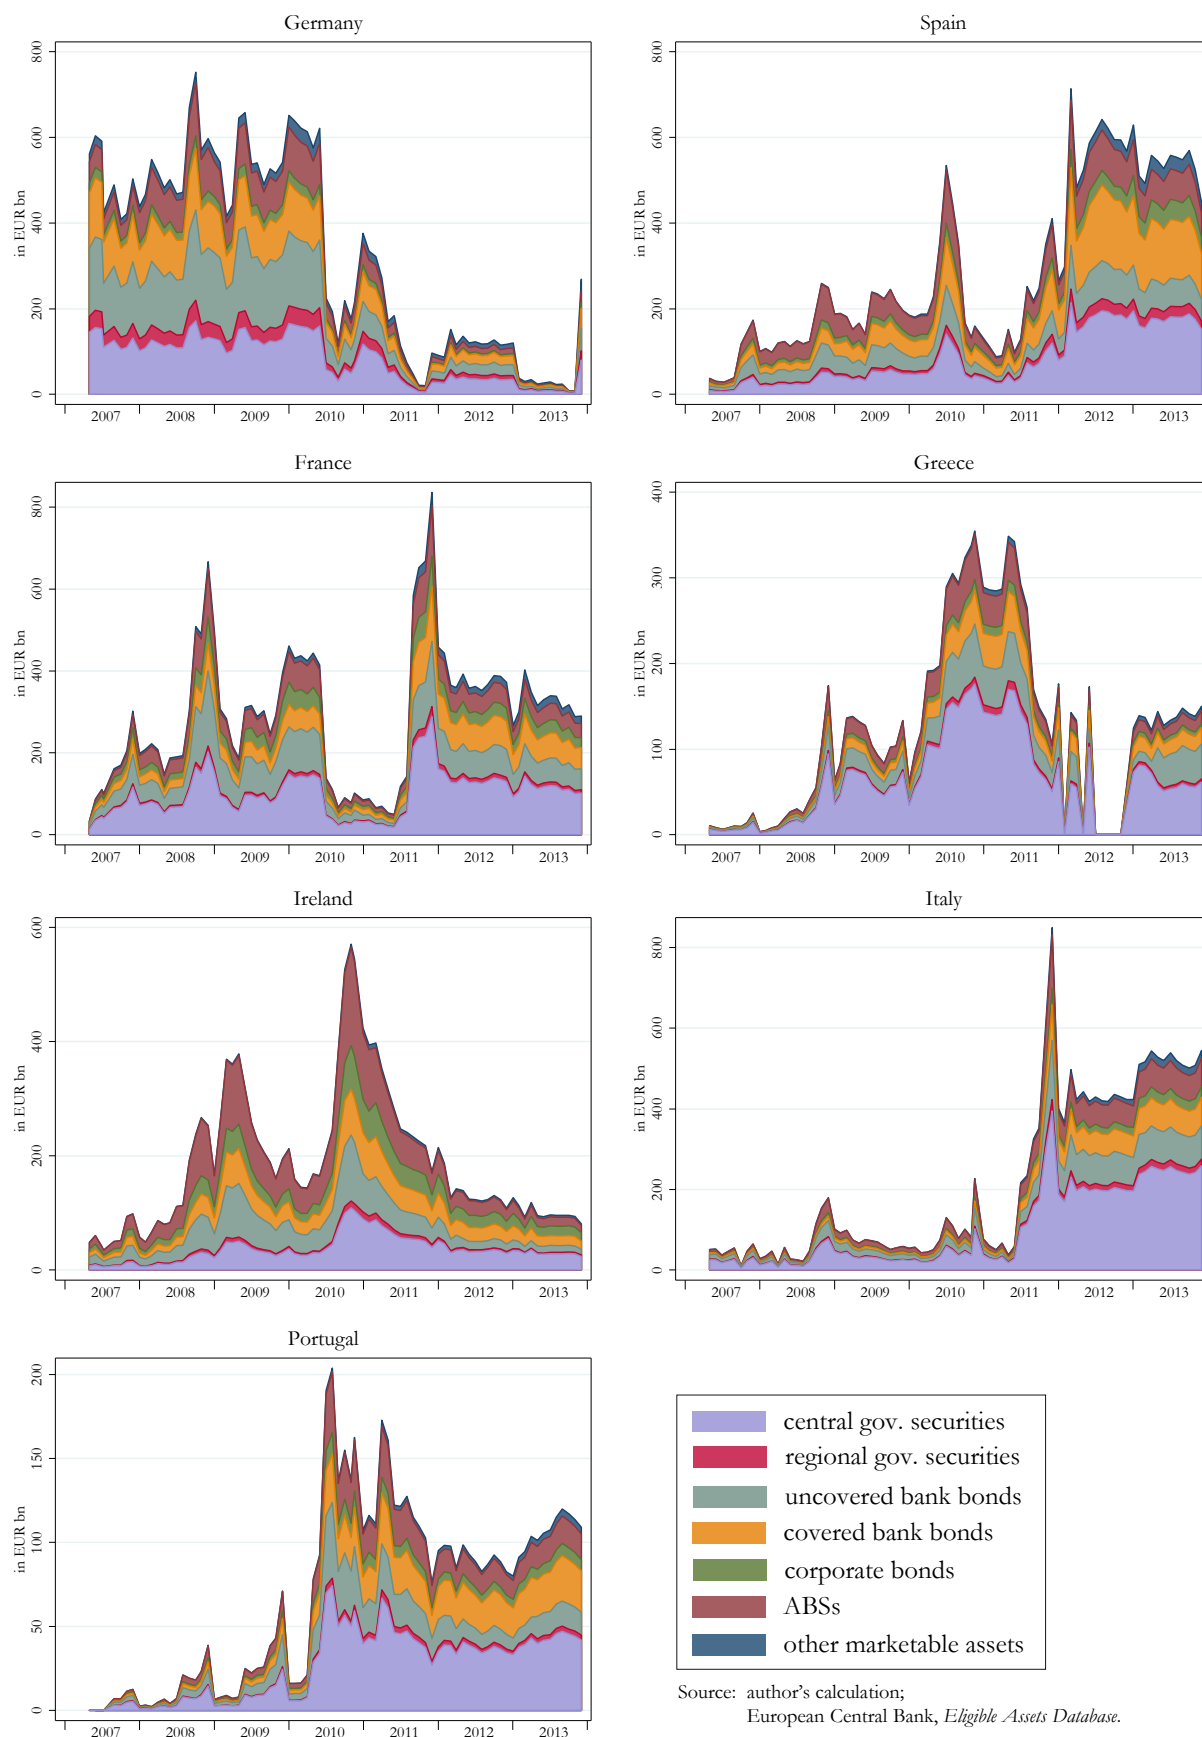 Germany
in EUR bn
800
600
400
200
0
2007 2008 2009 2010 2011 2012 2013
Spain
in EUR bn
800
600
400
200
0
2007 2008 2009 2010 2011 2012 2013
France
in EUR bn
800
600
400
200
0
2007 2008 2009 2010 2011 2012 2013
Greece
in EUR bn
400
300
200
100
0
2007 2008 2009 2010 2011 2012 2013
Ireland
in EUR bn
600
400
200
0
2007 2008 2009 2010 2011 2012 2013
Italy
in EUR bn
800
600
400
200
0
2007 2008 2009 2010 2011 2012 2013
Portugal
in EUR bn
200
150
100
50
0
2007 2008 2009 2010 2011 2012 2013
central gov. securities
regional gov. securities
uncovered bank bonds
covered bank bonds
corporate bonds
ABSs
other marketable assets
Source: author's calculation;
European Central Bank, Eligible Assets Database.